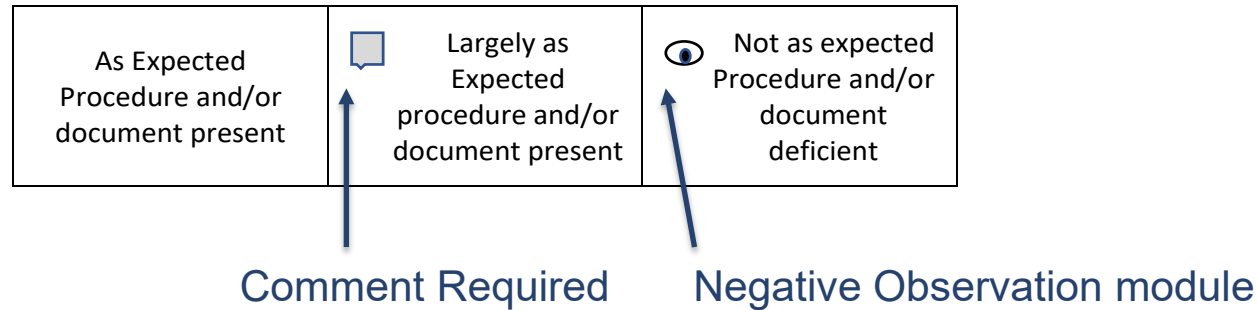 As Expected
Procedure and/or
document present
Largely as
Expected
procedure and/or
document present
Not as expected
Procedure and/or
document
deficient
Comment Required
Negative Observation module